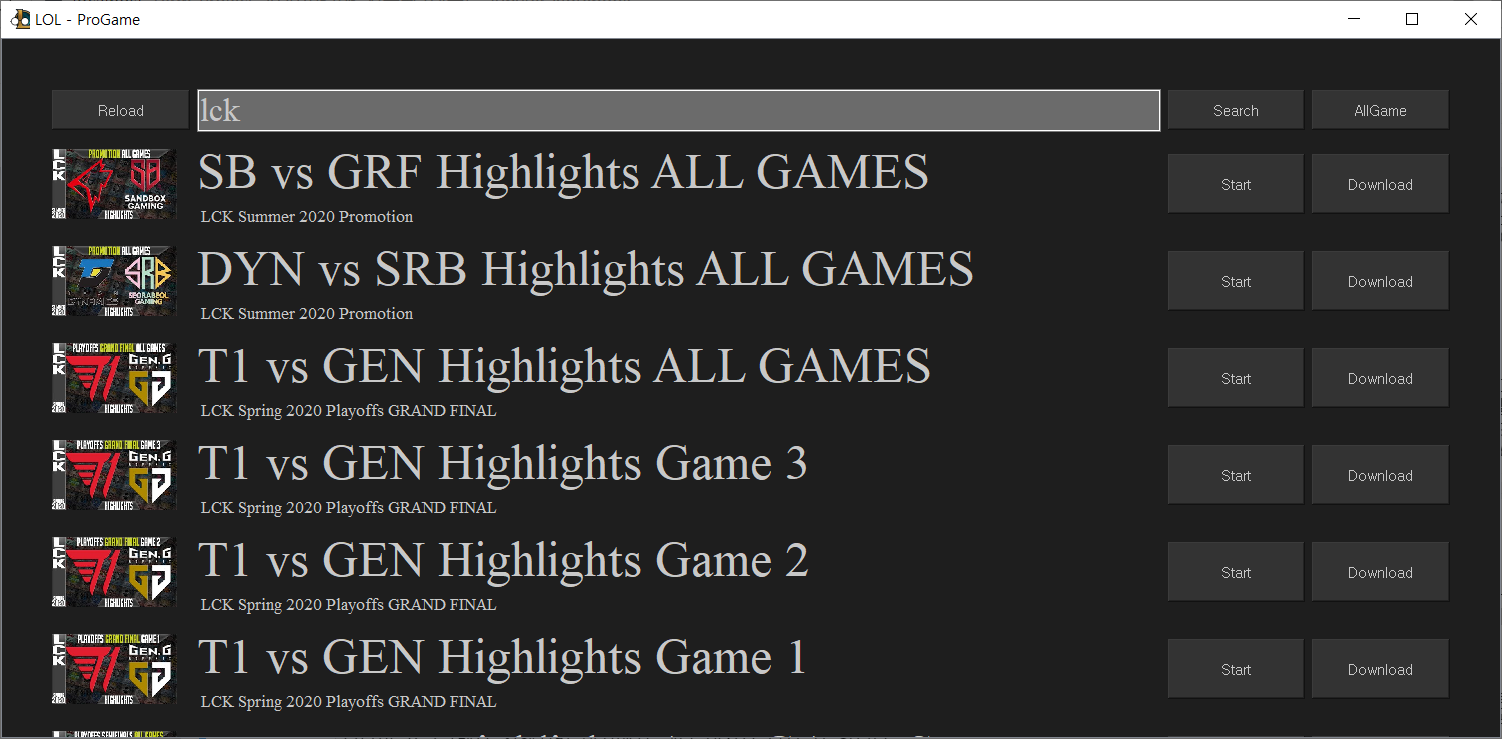 LOL - ProGame
Reload
lck
Search
AllGame
LCK
PROMOTION ALL GAMES
SB
SANDBOX
GAMING
HIGHLIGHTS
SB vs GRF Highlights ALL GAMES
LCK Summer 2020 Promotion
Start
Download
LCK
PROMOTION ALL GAMES
SRB
DYNAMICS
SEORABEOL
GAMING
HIGHLIGHTS
DYN vs SRB Highlights ALL GAMES
LCK Summer 2020 Promotion
Start
Download
LCK
PLAYOFFS GRAND FINAL ALL GAMES
GEN.G
HIGHLIGHTS
T1 vs GEN Highlights ALL GAMES
LCK Spring 2020 Playoffs GRAND FINAL
Start
Download
LCK
PLAYOFFS GRAND FINAL GAME 3
GEN.G
HIGHLIGHTS
T1 vs GEN Highlights Game 3
LCK Spring 2020 Playoffs GRAND FINAL
Start
Download
LCK
PLAYOFFS GRAND FINAL GAME 2
GEN.G
HIGHLIGHTS
T1 vs GEN Highlights Game 2
LCK Spring 2020 Playoffs GRAND FINAL
Start
Download
LCK
PLAYOFFS GRAND FINAL GAME 1
GEN.G
HIGHLIGHTS
T1 vs GEN Highlights Game 1
LCK Spring 2020 Playoffs GRAND FINAL
Start
Download
PLAYOFFS SEMIFINALS ALL GAMES